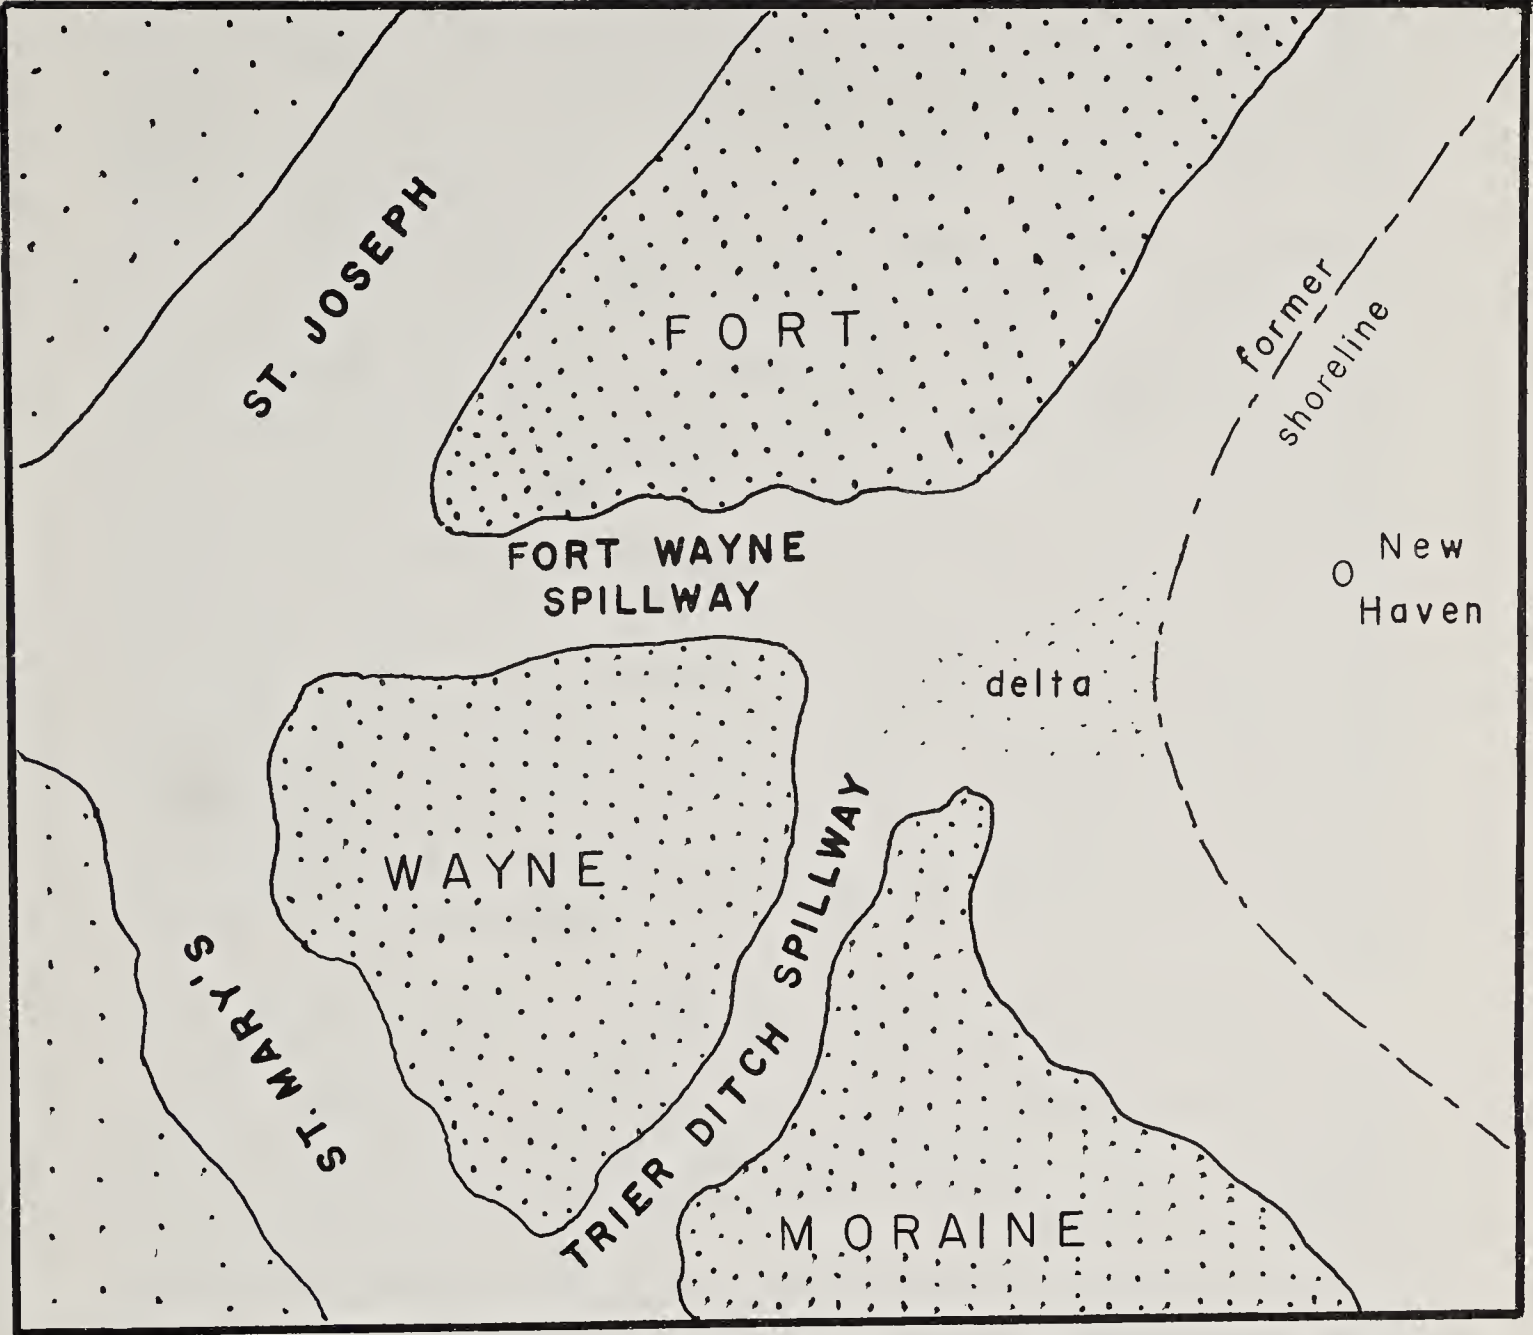 ST. JOSEPH
FORT
former
shoreline
FORT WAYNE
SPILLWAY
New
Haven
delta
WAYNE
ST. MARY'S
TRIER DITCH SPILLWAY
MORAINE